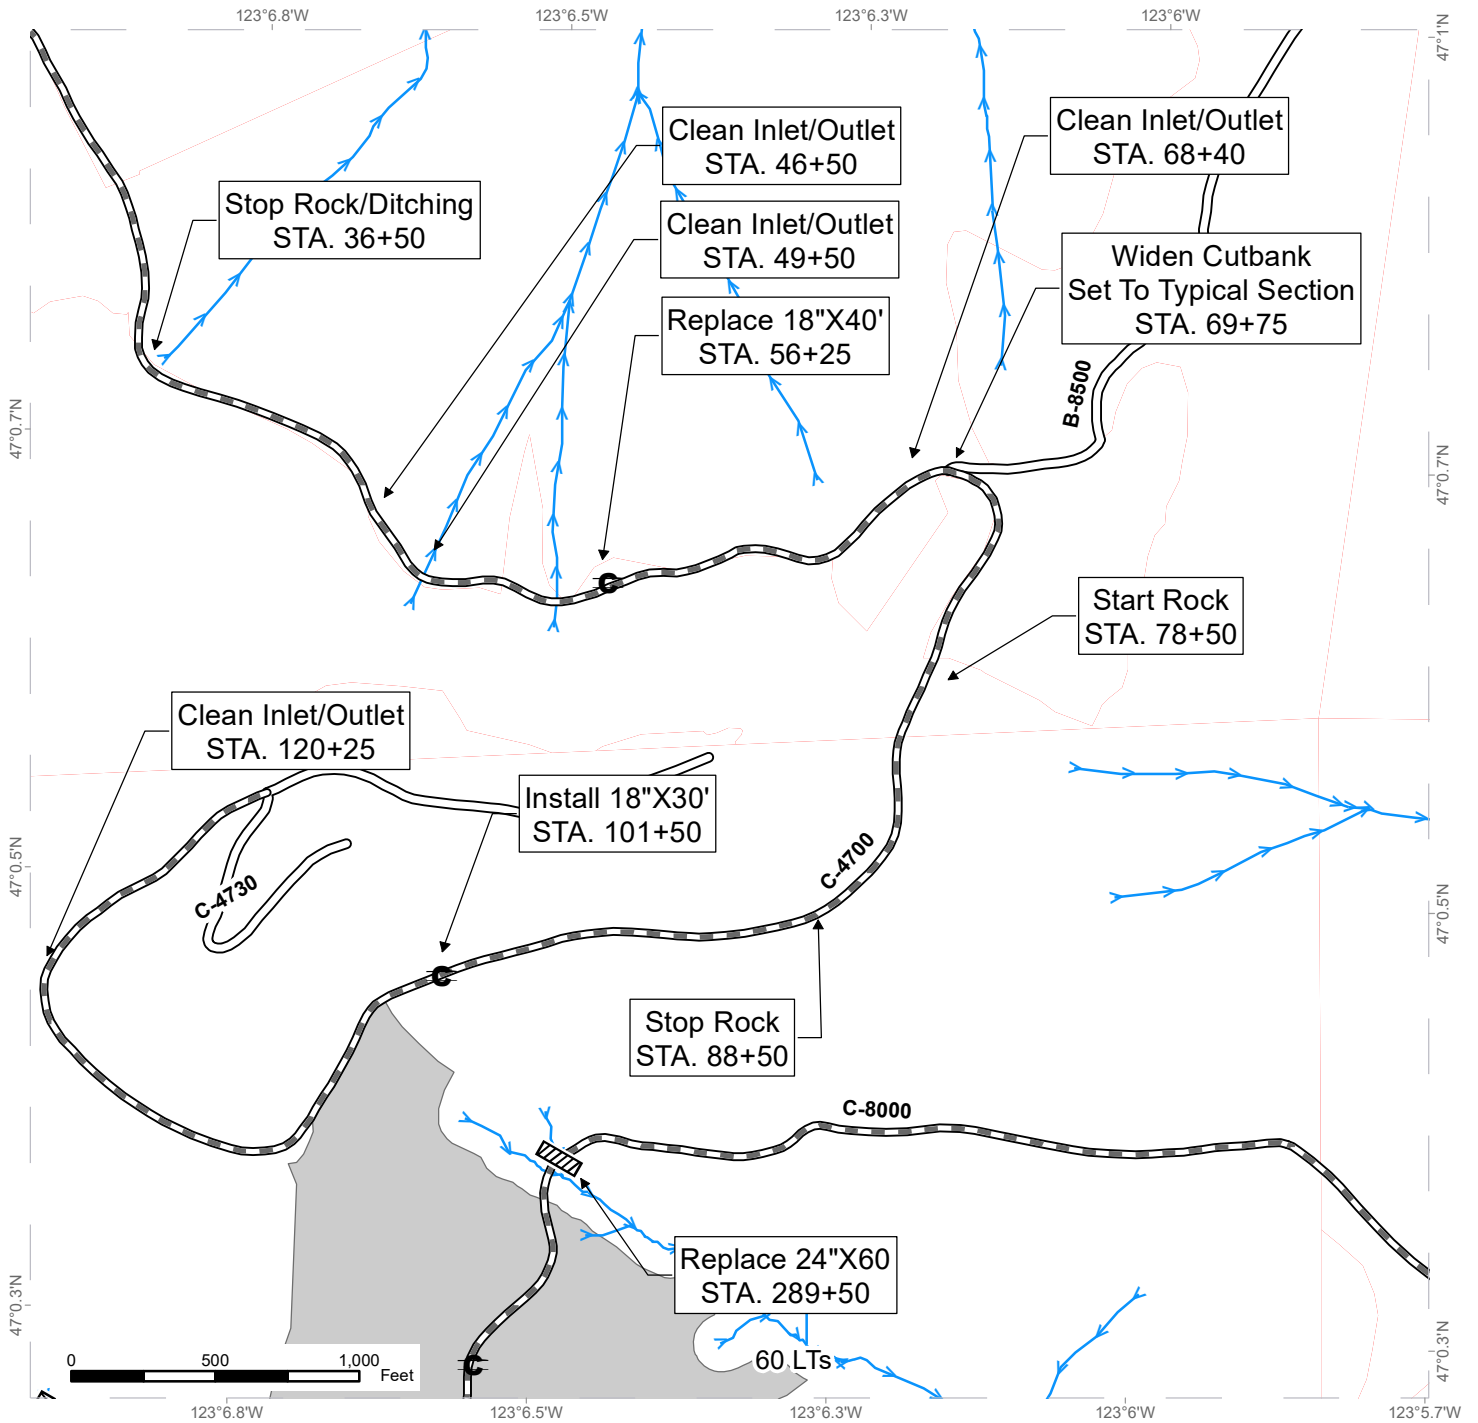 123°6.8'W
123°6.5'W
123°6.3'W
123°6'W
47°1'N
Clean Inlet/Outlet
STA. 46+50
Clean Inlet/Outlet
STA. 68+40
Stop Rock/Ditching
STA. 36+50
Clean Inlet/Outlet
STA. 49+50
Widen Cutbank
Set To Typical Section
STA. 69+75
Replace 18"X40'
STA. 56+25
B-8500
47°0.7'N
47°0.7'N
C
Start Rock
STA. 78+50
Clean Inlet/Outlet
STA. 120+25
Install 18"X30'
STA. 101+50
C-4700
C-4730
47°0.5'N
47°0.5'N
C
Stop Rock
STA. 88+50
C-8000
Replace 24"X60
STA. 289+50
47°0.3'N
47°0.3'N
60 LTs
C
0
500
1,000
Feet
123°6.8'W
123°6.5'W
123°6.3'W
123°6'W
123°5.7'W